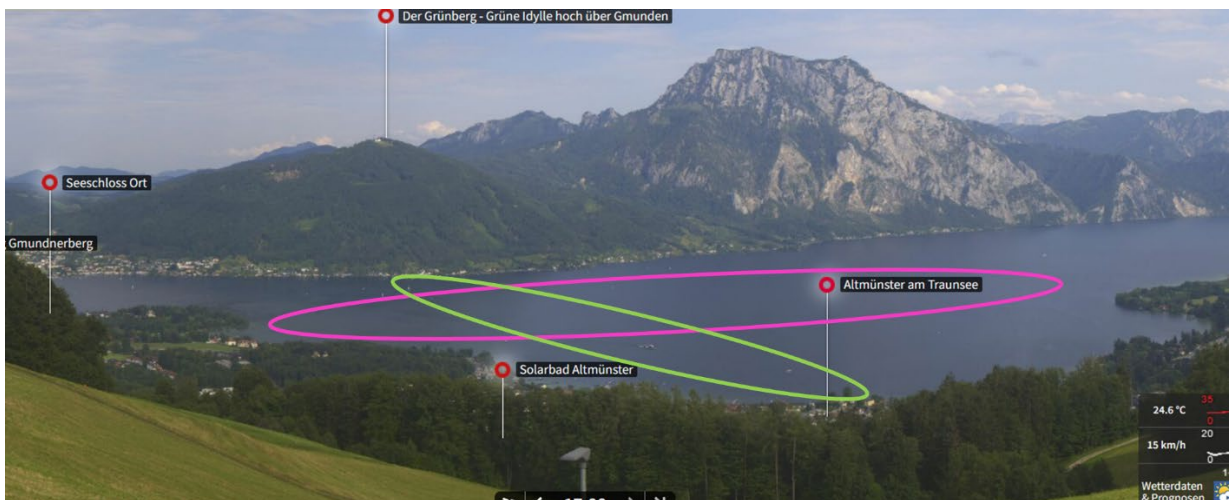 Der Grünberg - Grüne Idylle hoch über Gmunden
Seeschloss Ort
Gmundnerberg
Altmünster am Traunsee
Solarbad Altmünster
24.6 °C
35
0
15 km/h
20
0
1
Wetterdaten
& Prognosen